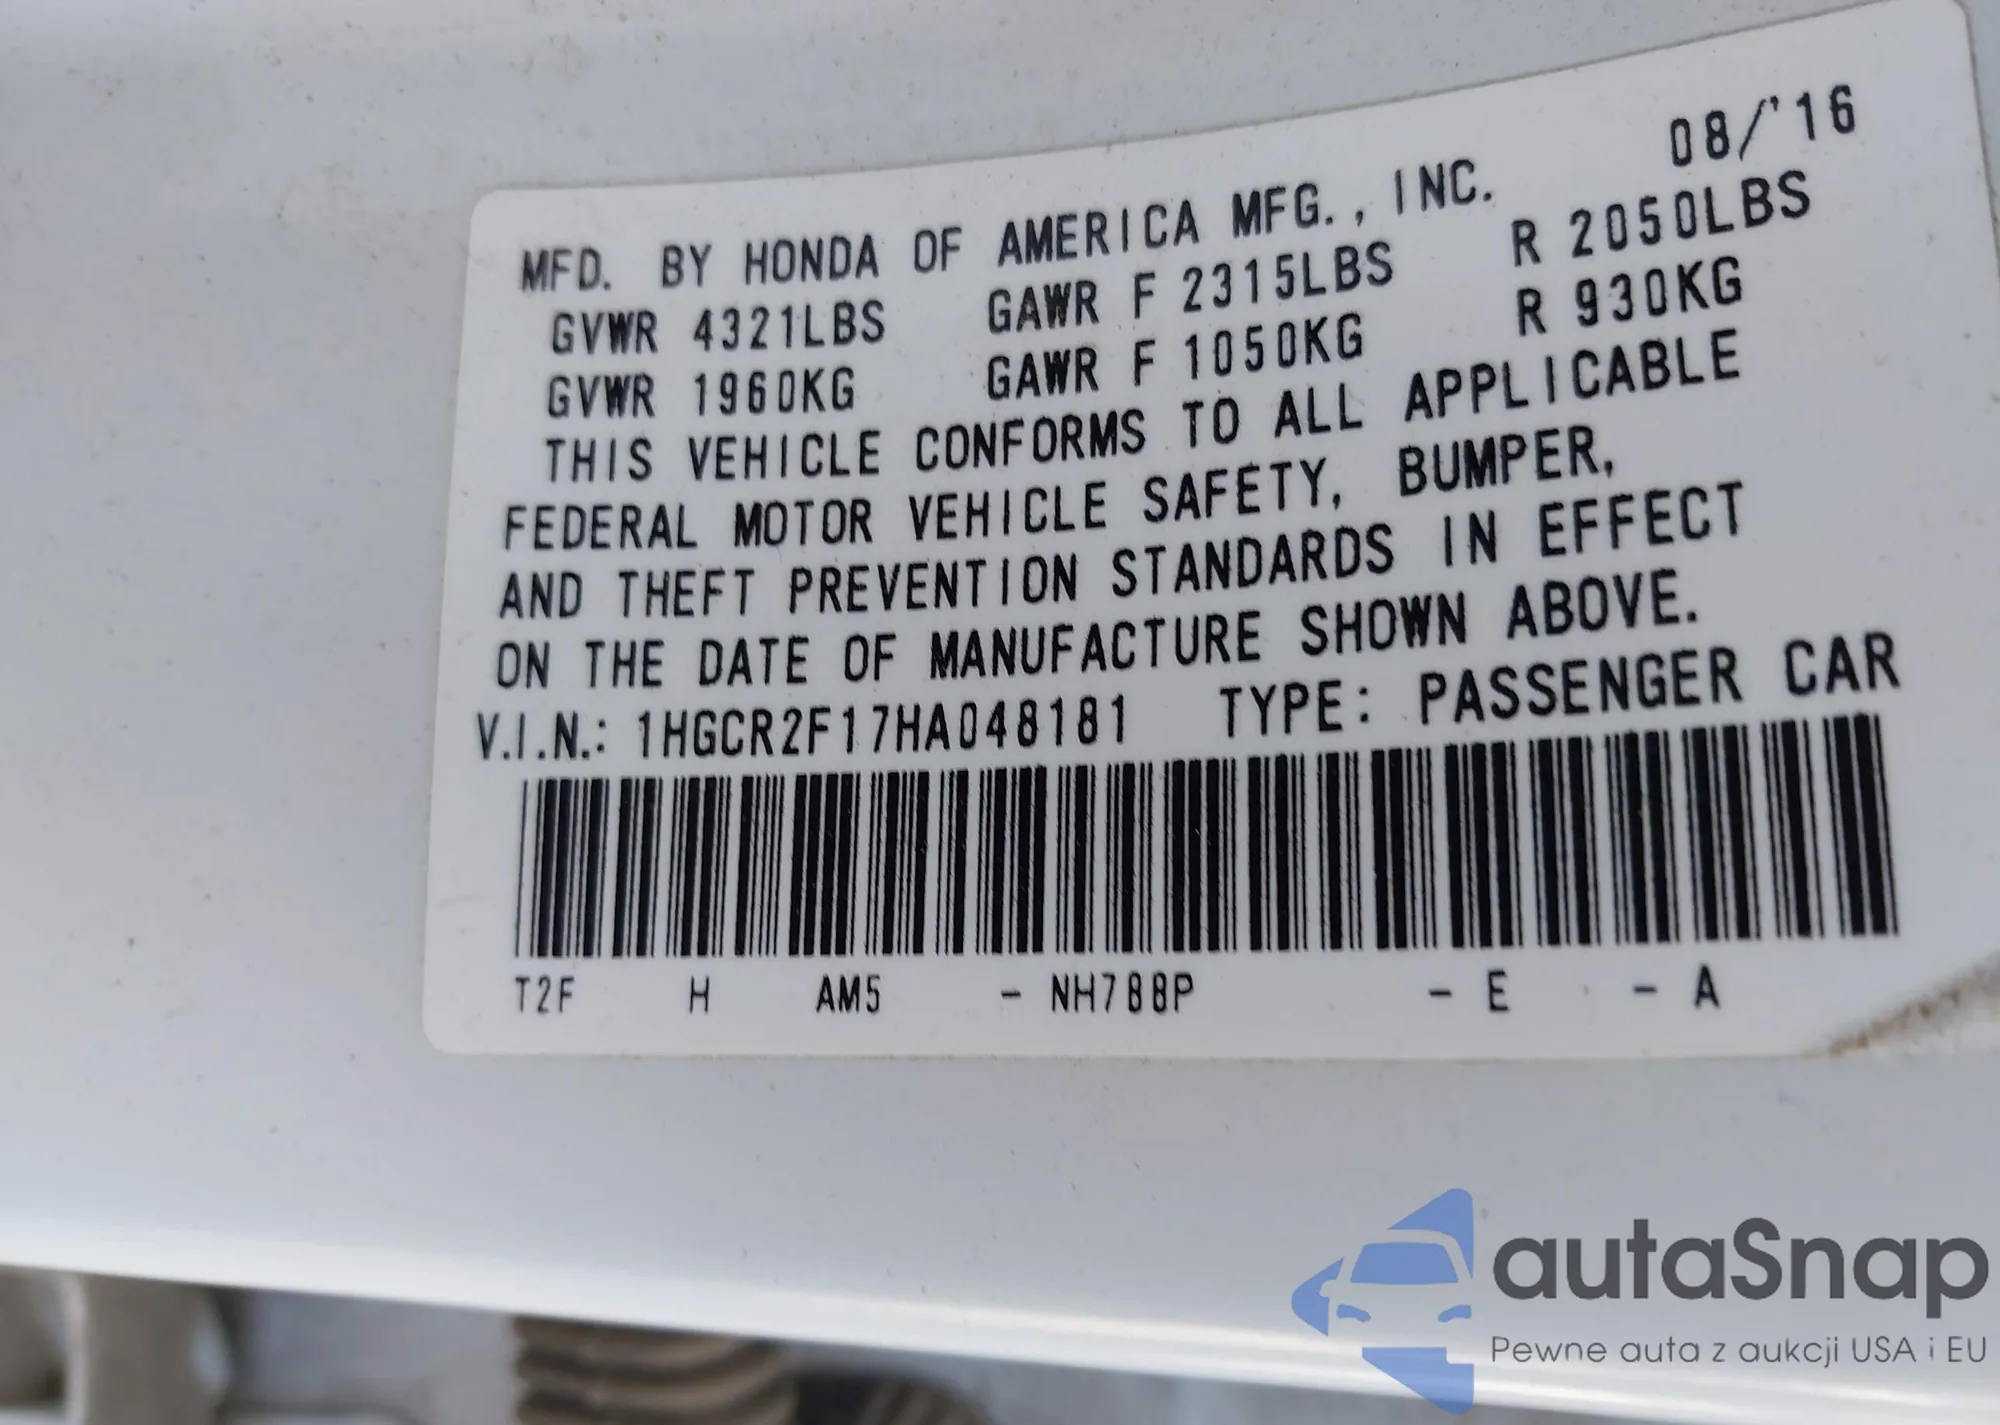 08/'16
MFD. BY HONDA OF AMERICA MFG., INC.
GVWR 4321LBS GAWR F 2315LBS R 2050LBS
GVWR 1960KG GAWR F 1050KG R 930KG
THIS VEHICLE CONFORMS TO ALL APPLICABLE
FEDERAL MOTOR VEHICLE SAFETY, BUMPER,
AND THEFT PREVENTION STANDARDS IN EFFECT
ON THE DATE OF MANUFACTURE SHOWN ABOVE.
V.I.N.: 1HGCR2F17HA048181 TYPE: PASSENGER CAR
T2F H AM5 - NH788P - E - A
autaSnap
Pewne auta z aukcji USA i EU